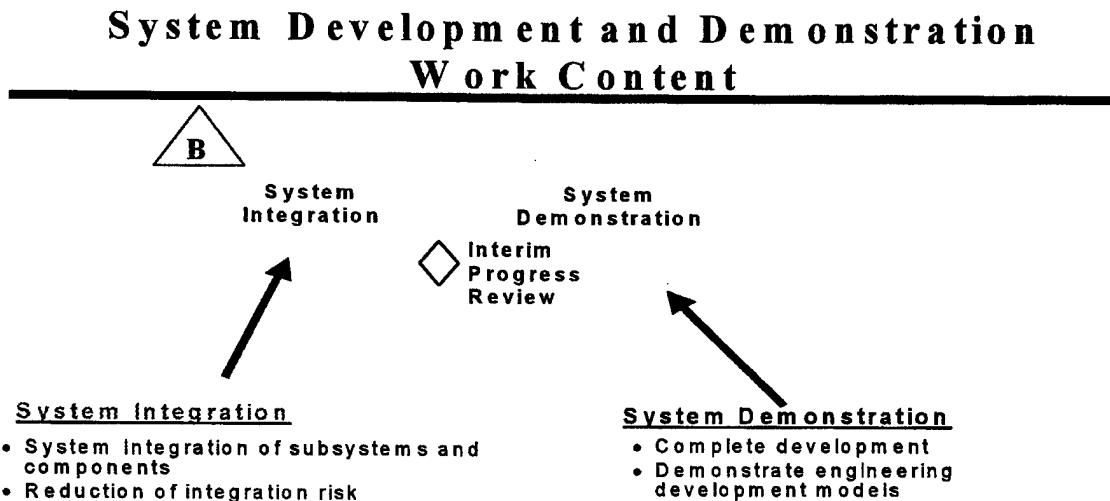 System Development and Demonstration
Work Content
B
System
Integration
System
Demonstration
Interim
Progress
Review
System Integration
• System Integration of subsystems and
components
• Reduction of integration risk
System Demonstration
• Complete development
• Demonstrate engineering
development models